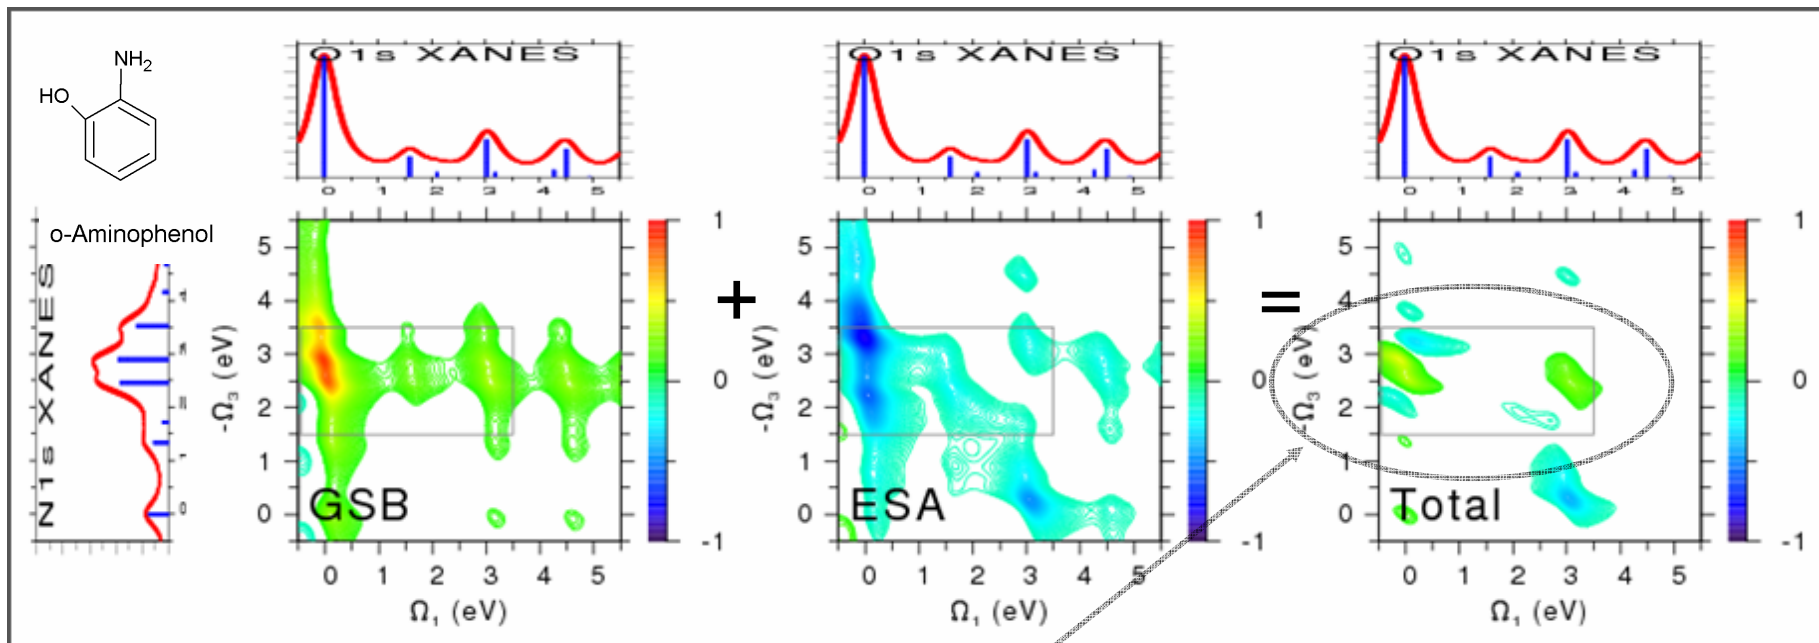 NH₂
HO
o-Aminophenol
O1s XANES
0 1 2 3 4 5
O1s XANES
0 1 2 3 4 5
O1s XANES
0 1 2 3 4 5
N1s XANES
0
1
-Ω₃ (eV)
5
4
3
2
1
0
GSB
0 1 2 3 4 5
Ω₁ (eV)
1
0
-1
+
-Ω₃ (eV)
5
4
3
2
1
0
ESA
0 1 2 3 4 5
Ω₁ (eV)
1
0
-1
=
-Ω₃ (eV)
5
4
3
2
1
0
Total
0 1 2 3 4 5
Ω₁ (eV)
1
0
-1